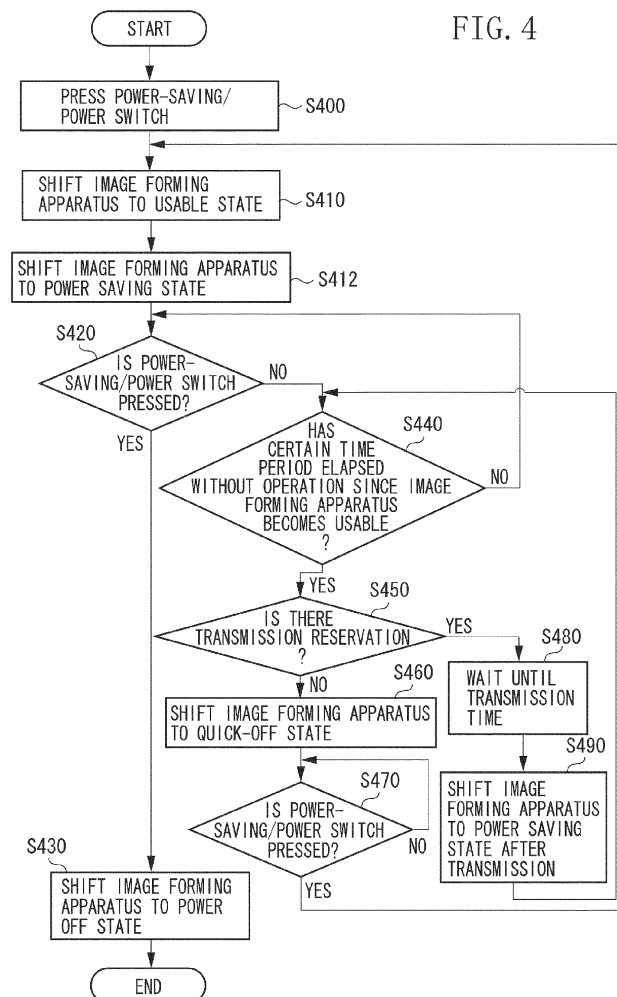 START
FIG. 4
PRESS POWER-SAVING/
POWER SWITCH
S400
SHIFT IMAGE FORMING
APPARATUS TO USABLE STATE
S410
SHIFT IMAGE FORMING APPARATUS
TO POWER SAVING STATE
S412
S420
IS POWER-
SAVING/POWER SWITCH
PRESSED?
NO
YES
S440
HAS
CERTAIN TIME
PERIOD ELAPSED
WITHOUT OPERATION SINCE IMAGE
FORMING APPARATUS
BECOMES USABLE
?
NO
YES
S450
IS THERE
TRANSMISSION RESERVATION
?
YES
NO
S480
WAIT UNTIL
TRANSMISSION
TIME
S460
SHIFT IMAGE FORMING APPARATUS
TO QUICK-OFF STATE
S490
SHIFT IMAGE
FORMING APPARATUS
TO POWER SAVING
STATE AFTER
TRANSMISSION
S470
IS POWER-
SAVING/POWER SWITCH
PRESSED?
NO
YES
S430
SHIFT IMAGE FORMING
APPARATUS TO POWER
OFF STATE
END